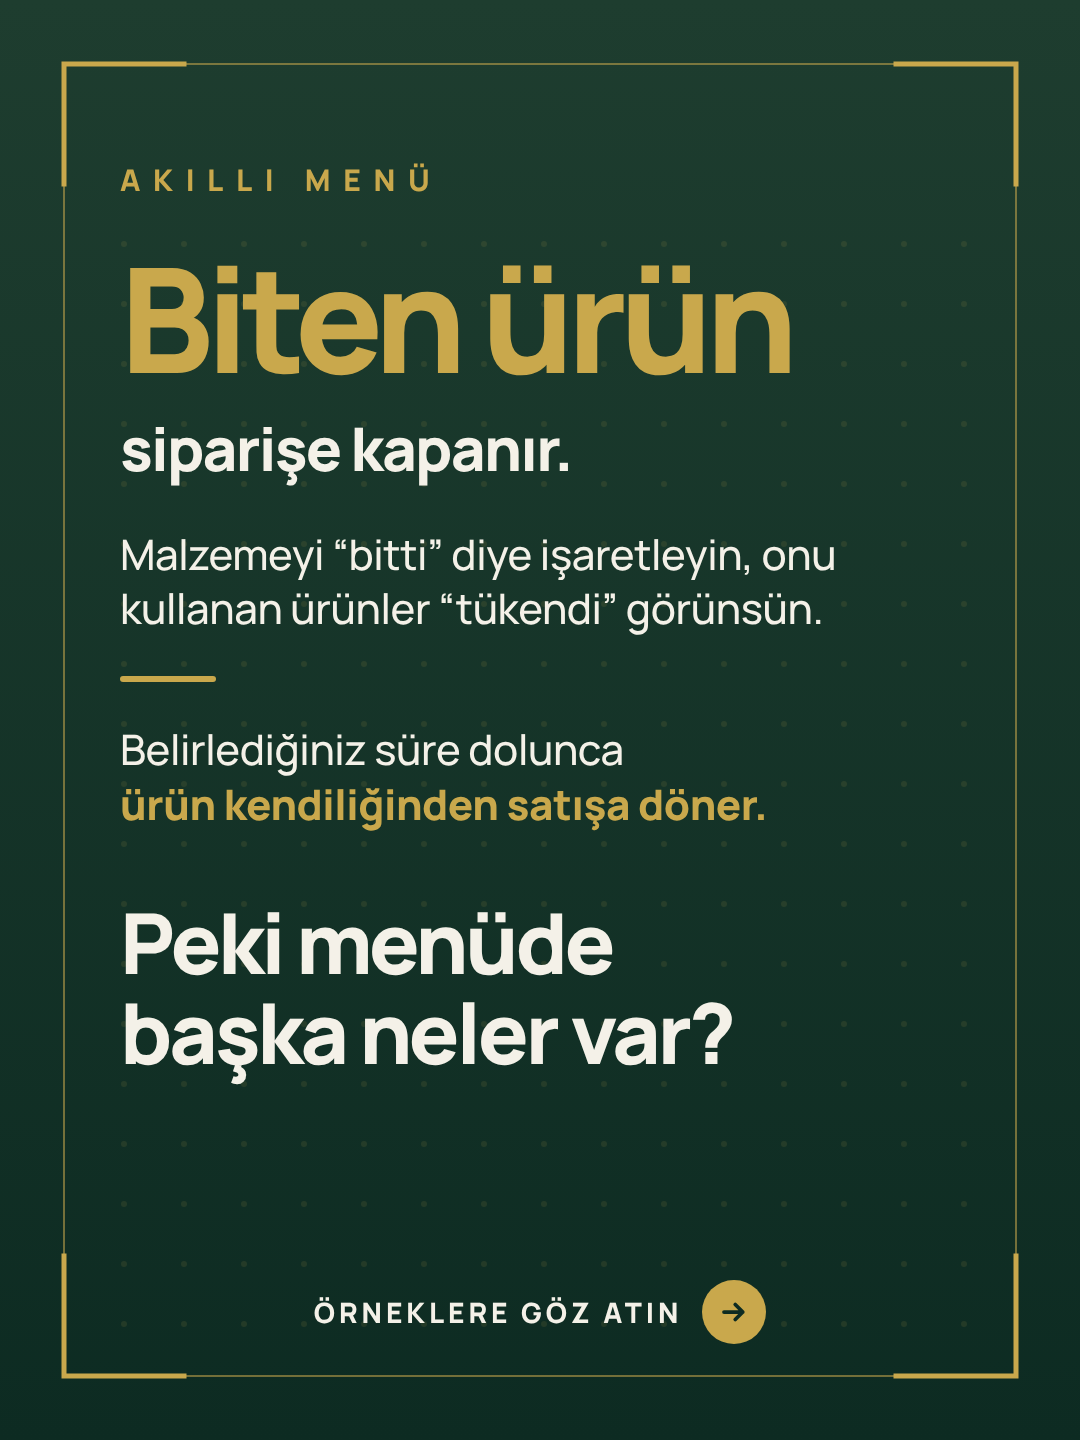 AKILLI MENÜ
Biten ürün
siparişe kapanır.
Malzemeyi “bitti” diye işaretleyin, onu
kullanan ürünler “tükendi” görünsün.
Belirlediğiniz süre dolunca
ürün kendiliğinden satışa döner.
Peki menüde
başka neler var?
ÖRNEKLERE GÖZ ATIN